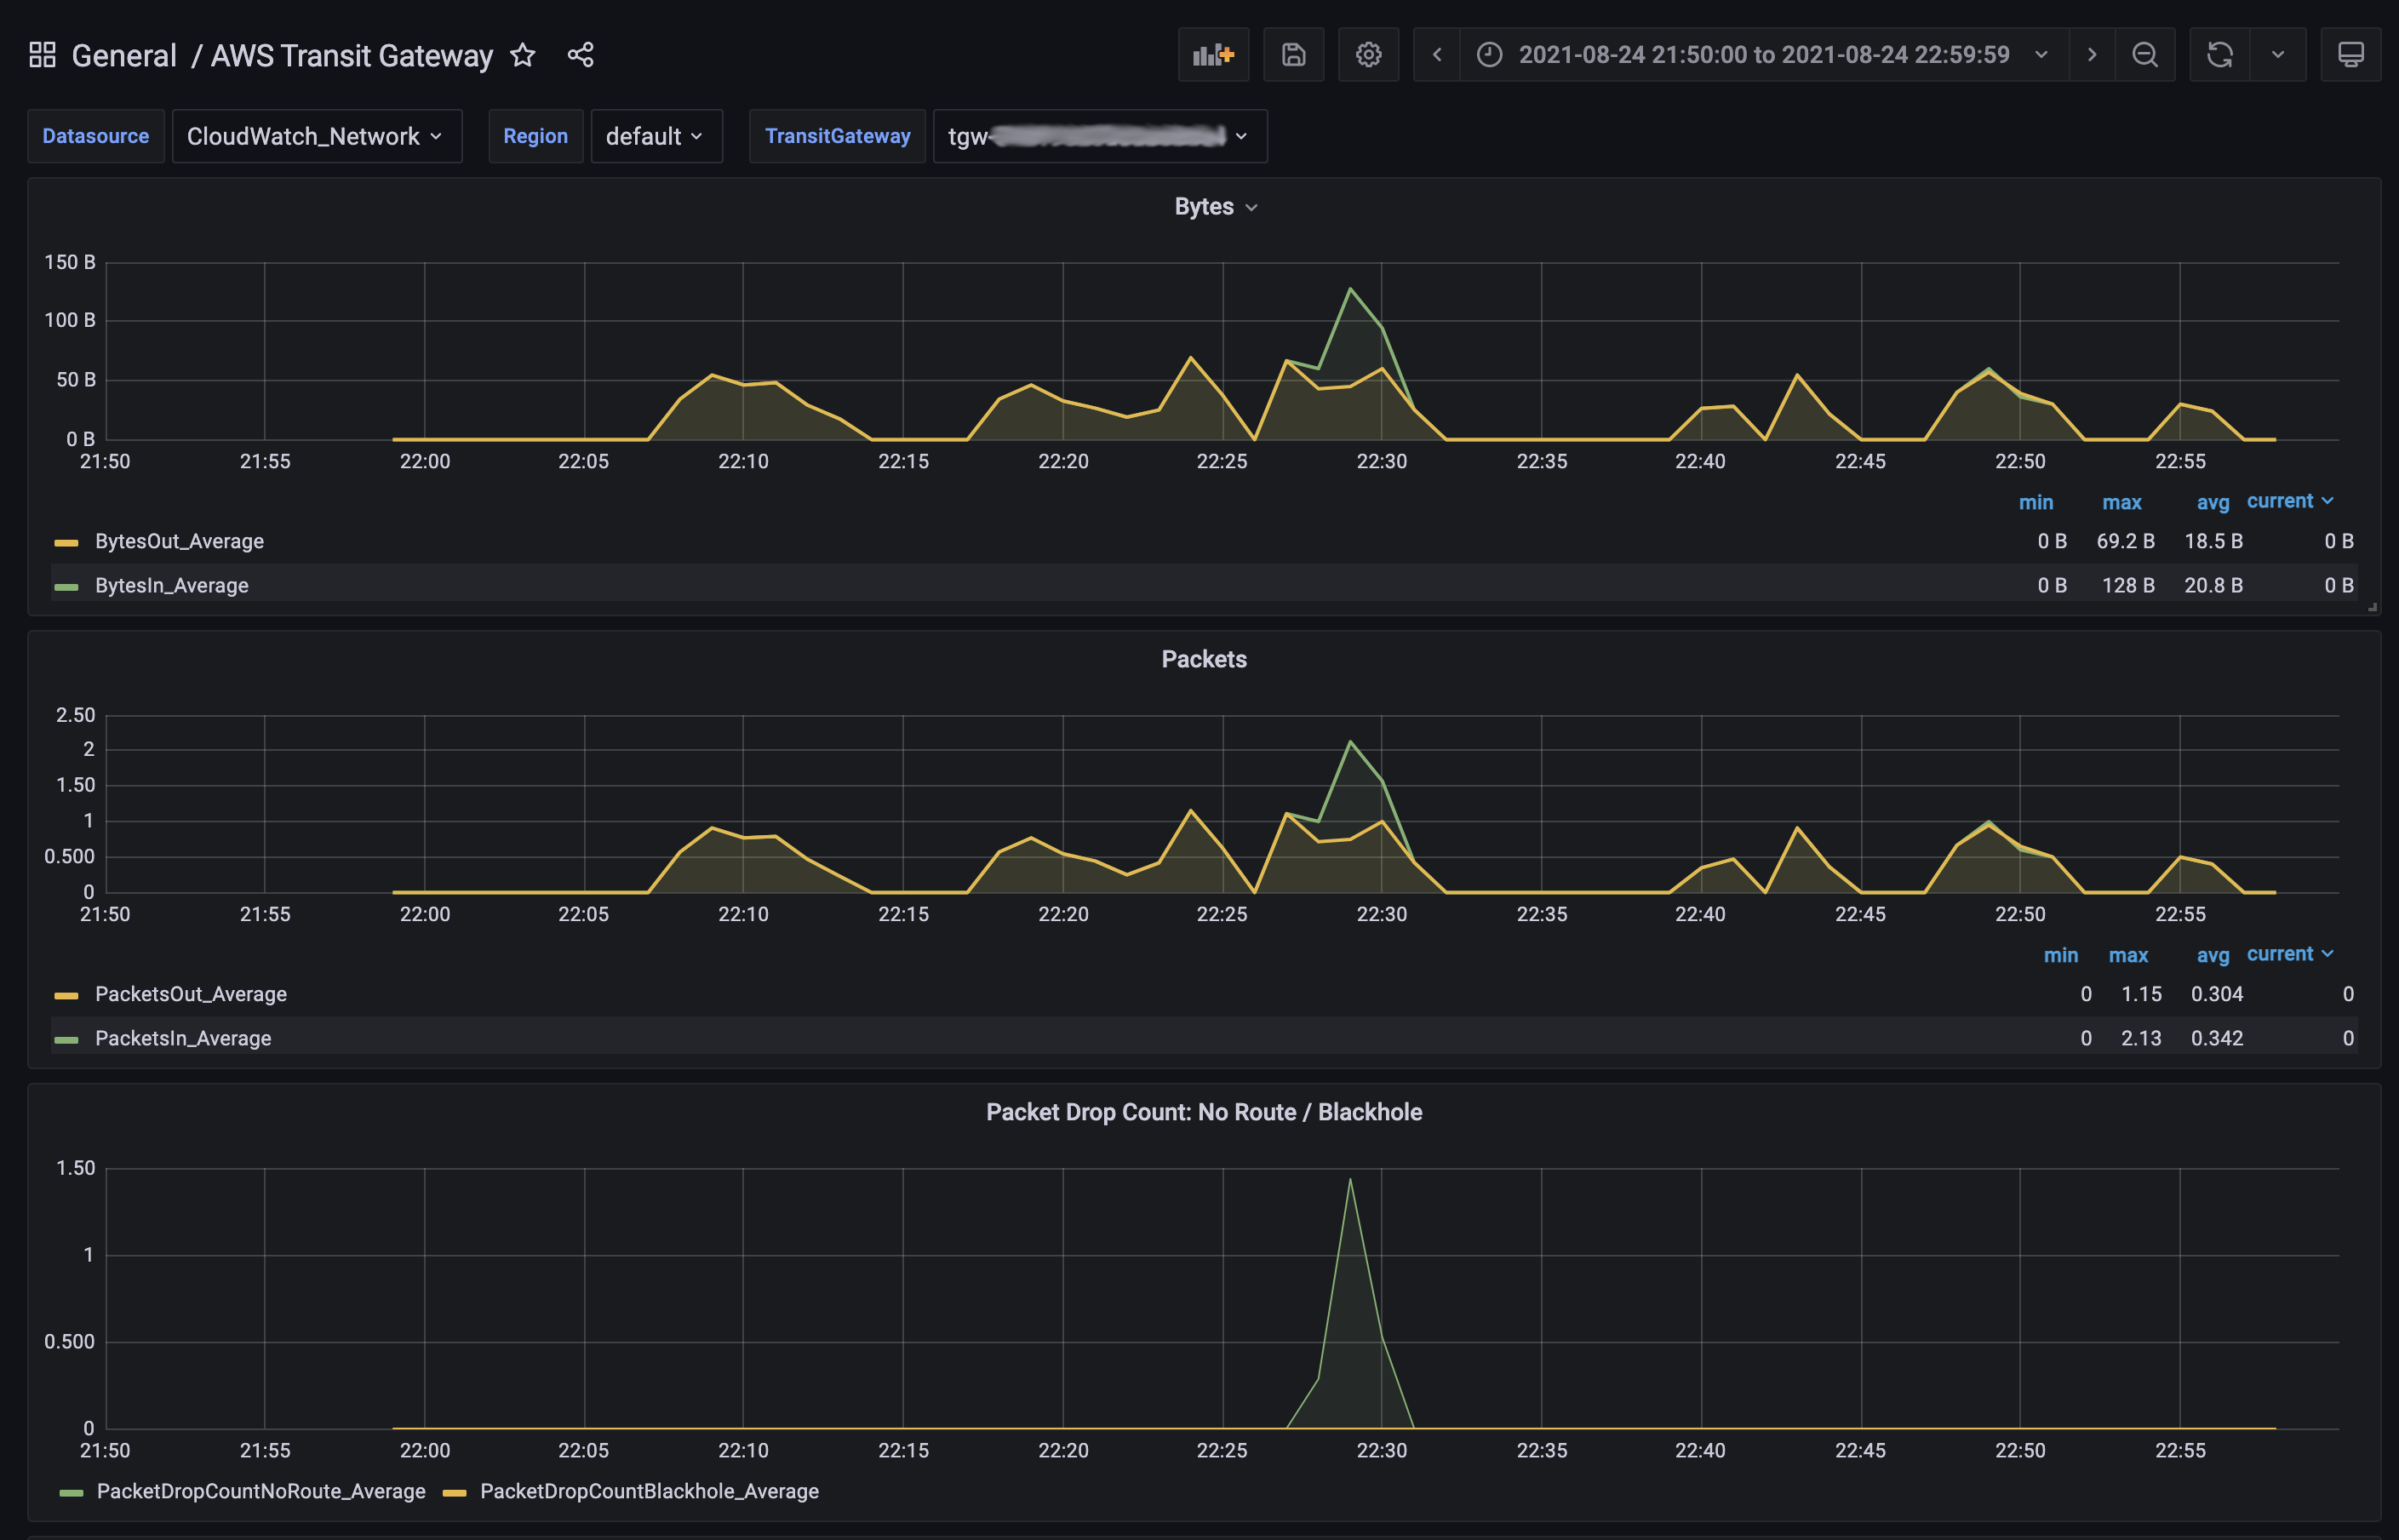 General / AWS Transit Gateway
2021-08-24 21:50:00 to 2021-08-24 22:59:59
Datasource CloudWatch_Network Region default TransitGateway tgw-
Bytes
150 B
100 B
50 B
0 B
21:50 21:55 22:00 22:05 22:10 22:15 22:20 22:25 22:30 22:35 22:40 22:45 22:50 22:55
min max avg current
BytesOut_Average 0 B 69.2 B 18.5 B 0 B
BytesIn_Average 0 B 128 B 20.8 B 0 B
Packets
2.50
2
1.50
1
0.500
0
21:50 21:55 22:00 22:05 22:10 22:15 22:20 22:25 22:30 22:35 22:40 22:45 22:50 22:55
min max avg current
PacketsOut_Average 0 1.15 0.304 0
PacketsIn_Average 0 2.13 0.342 0
Packet Drop Count: No Route / Blackhole
1.50
1
0.500
0
21:50 21:55 22:00 22:05 22:10 22:15 22:20 22:25 22:30 22:35 22:40 22:45 22:50 22:55
PacketDropCountNoRoute_Average PacketDropCountBlackhole_Average